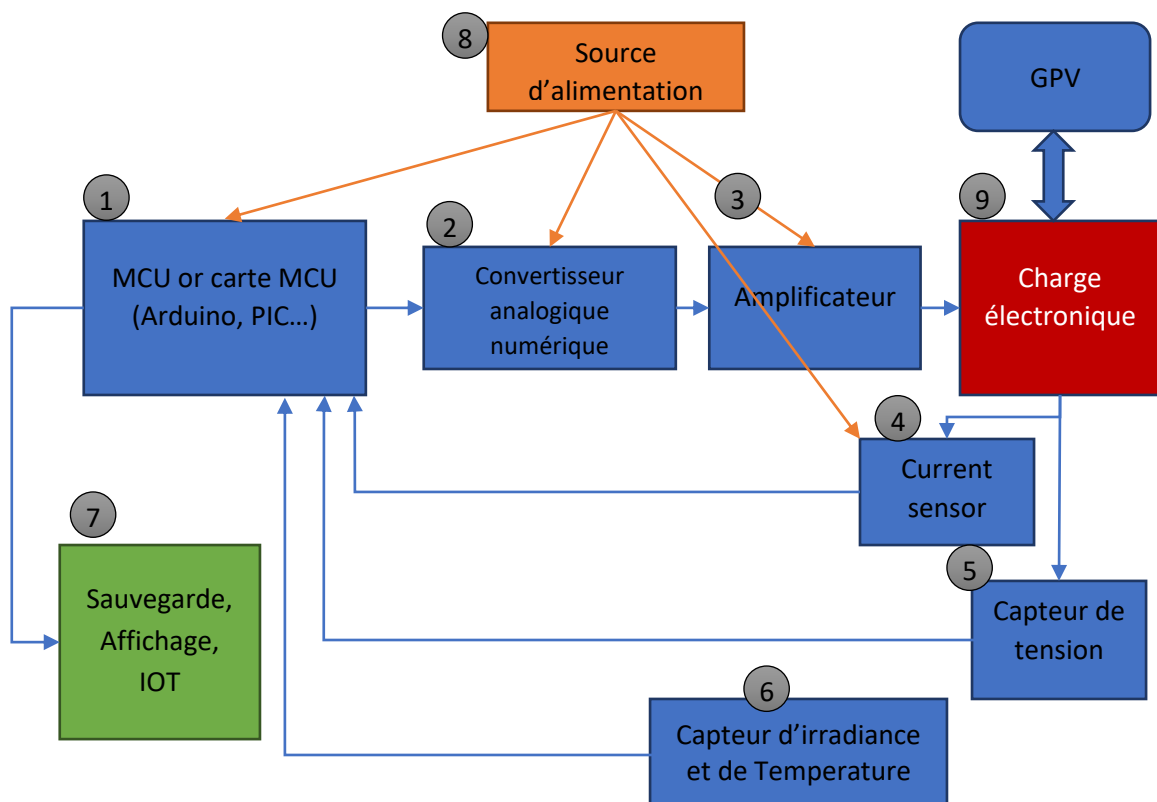 8
Source
d’alimentation
GPV
1
MCU or carte MCU
(Arduino, PIC…)
2
Convertisseur
analogique
numérique
3
Amplificateur
9
Charge
électronique
4
Current
sensor
7
Sauvegarde,
Affichage,
IOT
5
Capteur de
tension
6
Capteur d’irradiance
et de Temperature